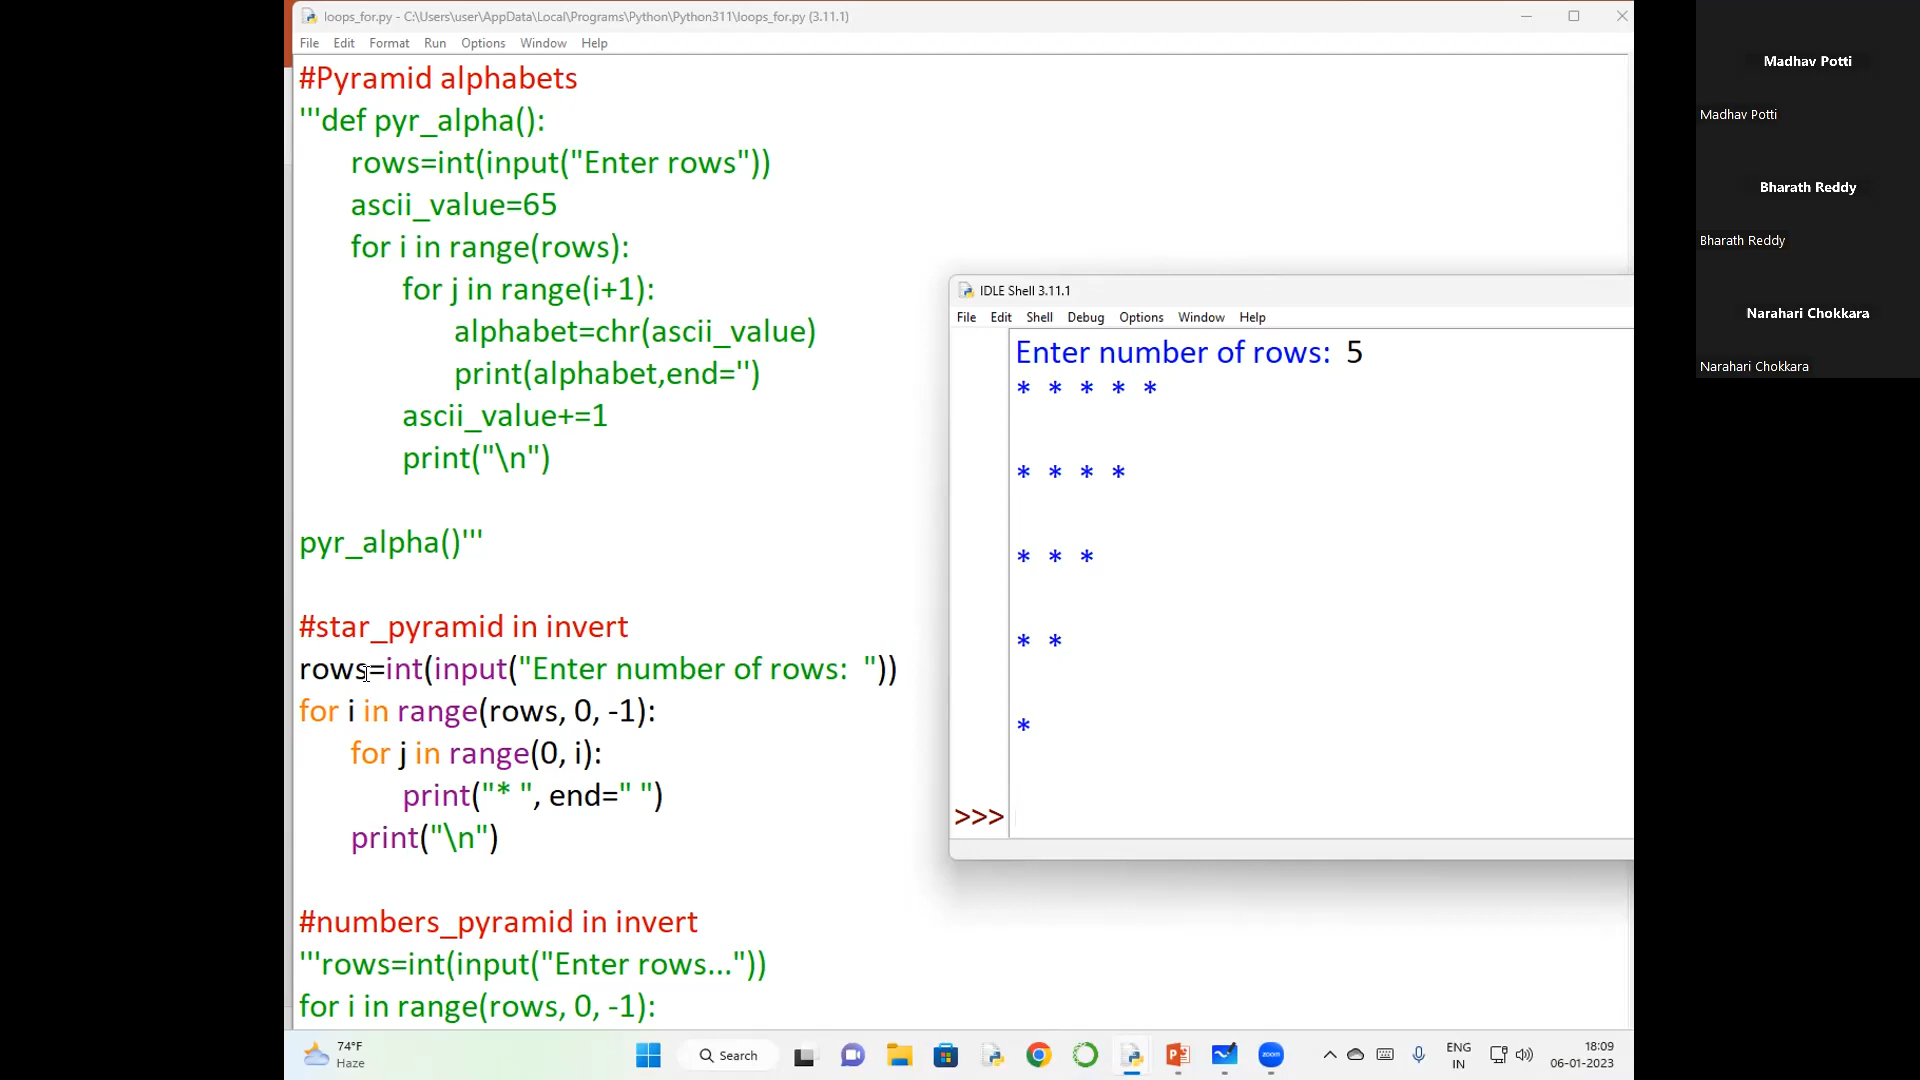 loops_for.py - C:\Users\user\AppData\Local\Programs\Python\Python311\loops_for.py (3.11.1)
File Edit Format Run Options Window Help
#Pyramid alphabets
'''def pyr_alpha():
rows=int(input("Enter rows"))
ascii_value=65
for i in range(rows):
for j in range(i+1):
alphabet=chr(ascii_value)
print(alphabet,end='')
ascii_value+=1
print("\n")
pyr_alpha()'''
#star_pyramid in invert
rows=int(input("Enter number of rows:  "))
for i in range(rows, 0, -1):
for j in range(0, i):
print("* ", end=" ")
print("\n")
#numbers_pyramid in invert
'''rows=int(input("Enter rows..."))
for i in range(rows, 0, -1):
IDLE Shell 3.11.1
File Edit Shell Debug Options Window Help
Enter number of rows:  5
* * * * *
* * * *
* * *
* *
*
>>>
Madhav Potti
Madhav Potti
Bharath Reddy
Bharath Reddy
Narahari Chokkara
Narahari Chokkara
74°F
Haze
Search
zoom
ENG
IN
18:09
06-01-2023